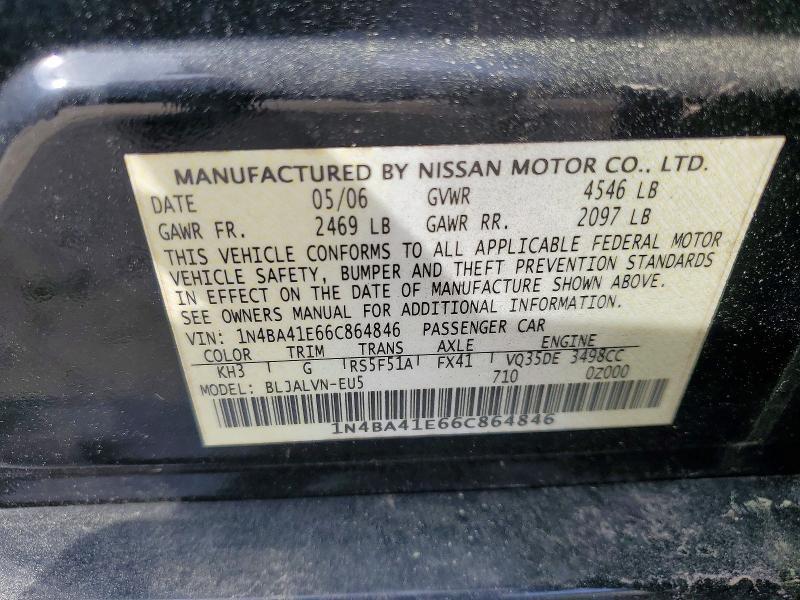 MANUFACTURED BY NISSAN MOTOR CO., LTD.
DATE 05/06 GVWR 4546 LB
GAWR FR. 2469 LB GAWR RR. 2097 LB
THIS VEHICLE CONFORMS TO ALL APPLICABLE FEDERAL MOTOR
VEHICLE SAFETY, BUMPER AND THEFT PREVENTION STANDARDS
IN EFFECT ON THE DATE OF MANUFACTURE SHOWN ABOVE.
SEE OWNERS MANUAL FOR ADDITIONAL INFORMATION.
VIN: 1N4BA41E66C864846 PASSENGER CAR
COLOR TRIM TRANS AXLE ENGINE
KH3 G RS5F51A FX41 VQ35DE 3498CC
MODEL: BLJALVN-EU5 710 0Z000
1N4BA41E66C864846